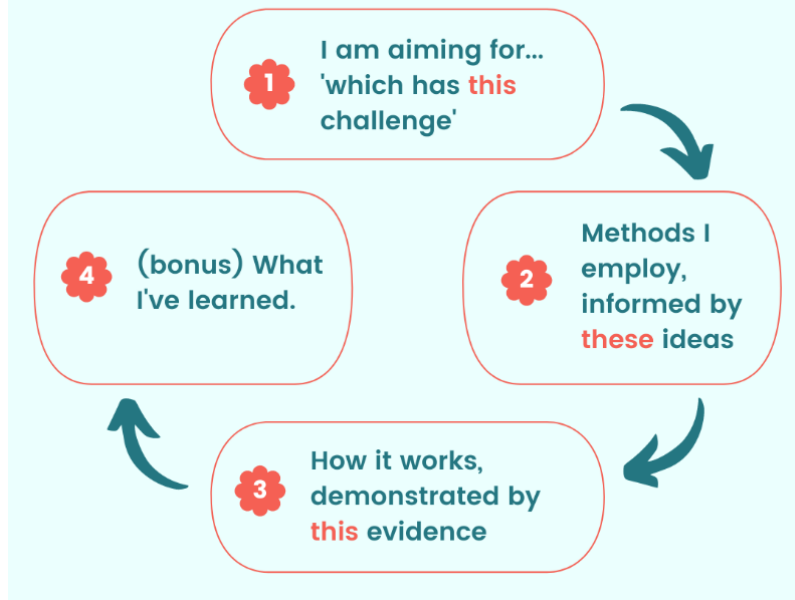 1
I am aiming for...
'which has this
challenge'
2
Methods I
employ,
informed by
these ideas
3
How it works,
demonstrated by
this evidence
4
(bonus) What
I've learned.